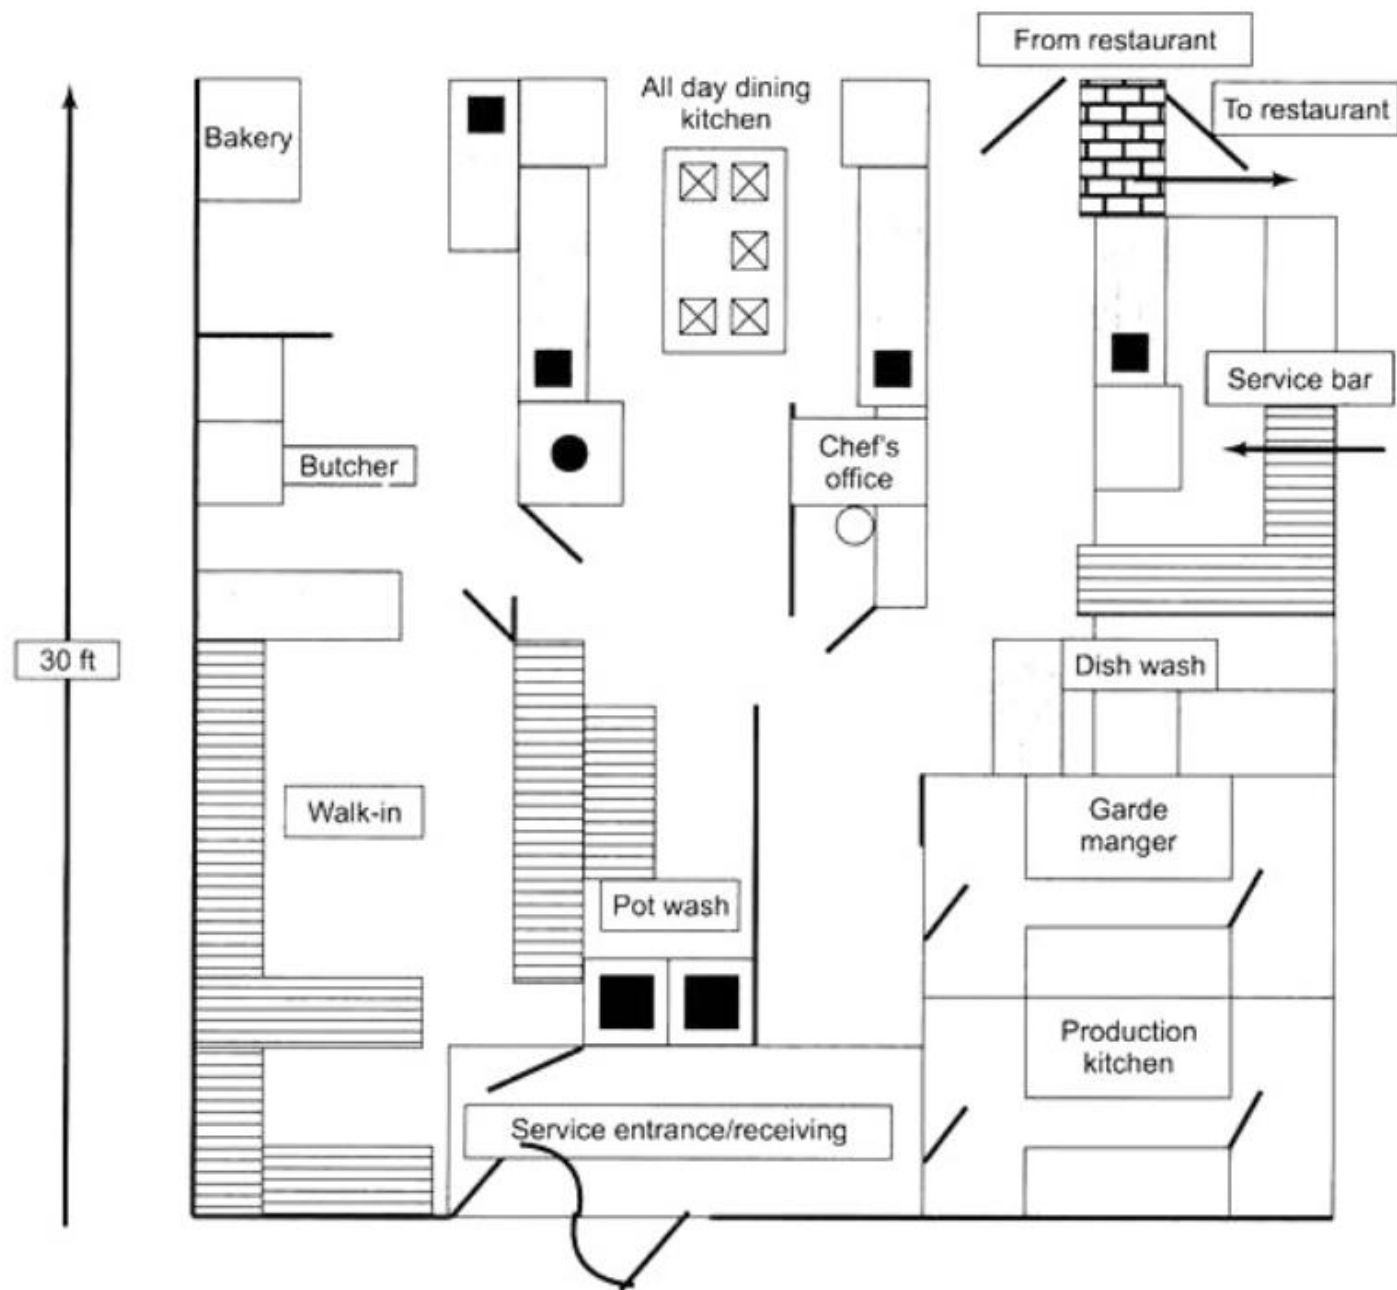 From restaurant
All day dining
kitchen
To restaurant
Bakery
Service bar
Chef's
office
Butcher
30 ft
Dish wash
Walk-in
Garde
manger
Pot wash
Production
kitchen
Service entrance/receiving